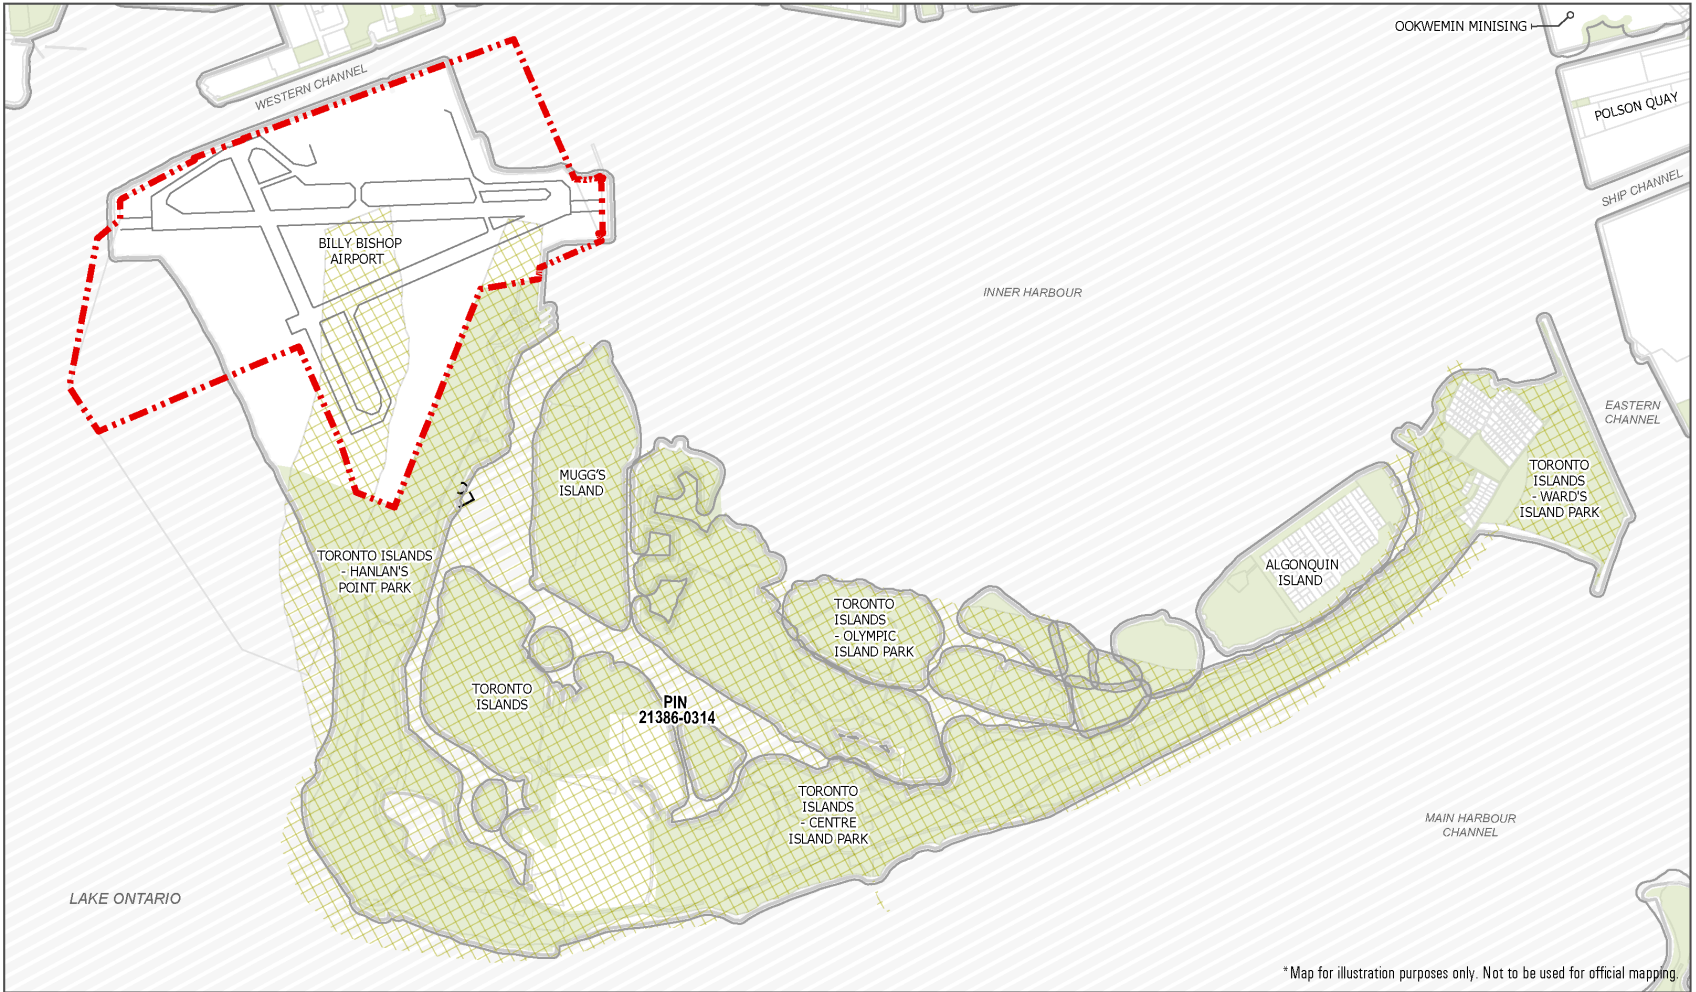 OOKWEMIN MINISING
WESTERN CHANNEL
POLSON QUAY
SHIP CHANNEL
BILLY BISHOP
AIRPORT
INNER HARBOUR
EASTERN
CHANNEL
MUGG'S
ISLAND
TORONTO
ISLANDS
- WARD'S
ISLAND PARK
TORONTO ISLANDS
- HANLAN'S
POINT PARK
ALGONQUIN
ISLAND
TORONTO
ISLANDS
- OLYMPIC
ISLAND PARK
TORONTO
ISLANDS
PIN
21386-0314
TORONTO
ISLANDS
- CENTRE
ISLAND PARK
MAIN HARBOUR
CHANNEL
LAKE ONTARIO
*Map for illustration purposes only. Not to be used for official mapping.